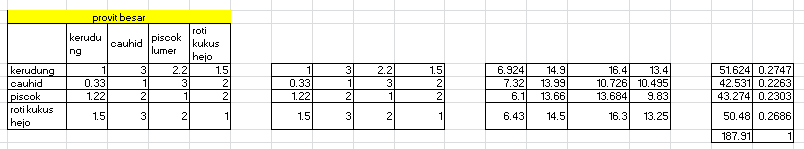 provit besar
kerudu ng cauhid piscok lumer roti kukus hejo
kerudung 1 3 2.2 1.5 1 3 2.2 1.5 6.924 14.9 16.4 13.4 51.624 0.2747
cauhid 0.33 1 3 2 0.33 1 3 2 7.32 13.99 10.726 10.495 42.531 0.2263
piscok 1.22 2 1 2 1.22 2 1 2 6.1 13.66 13.684 9.83 43.274 0.2303
roti kukus hejo 1.5 3 2 1 1.5 3 2 1 6.43 14.5 16.3 13.25 50.48 0.2686
187.91 1